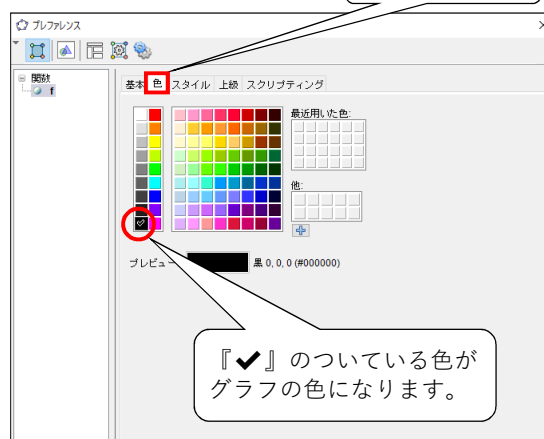 プレファレンス
関数
f
基本 色 スタイル 上級 スクリプティング
最近用いた色:
他:
プレビュー
黒 0, 0, 0 (#000000)
『✔』のついている色が
グラフの色になります。